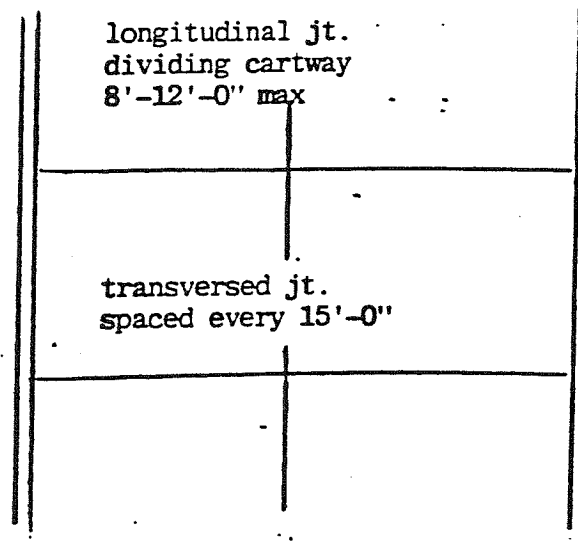 longitudinal jt.
dividing cartway
8'-12'-0" max
transversed jt.
spaced every 15'-0"